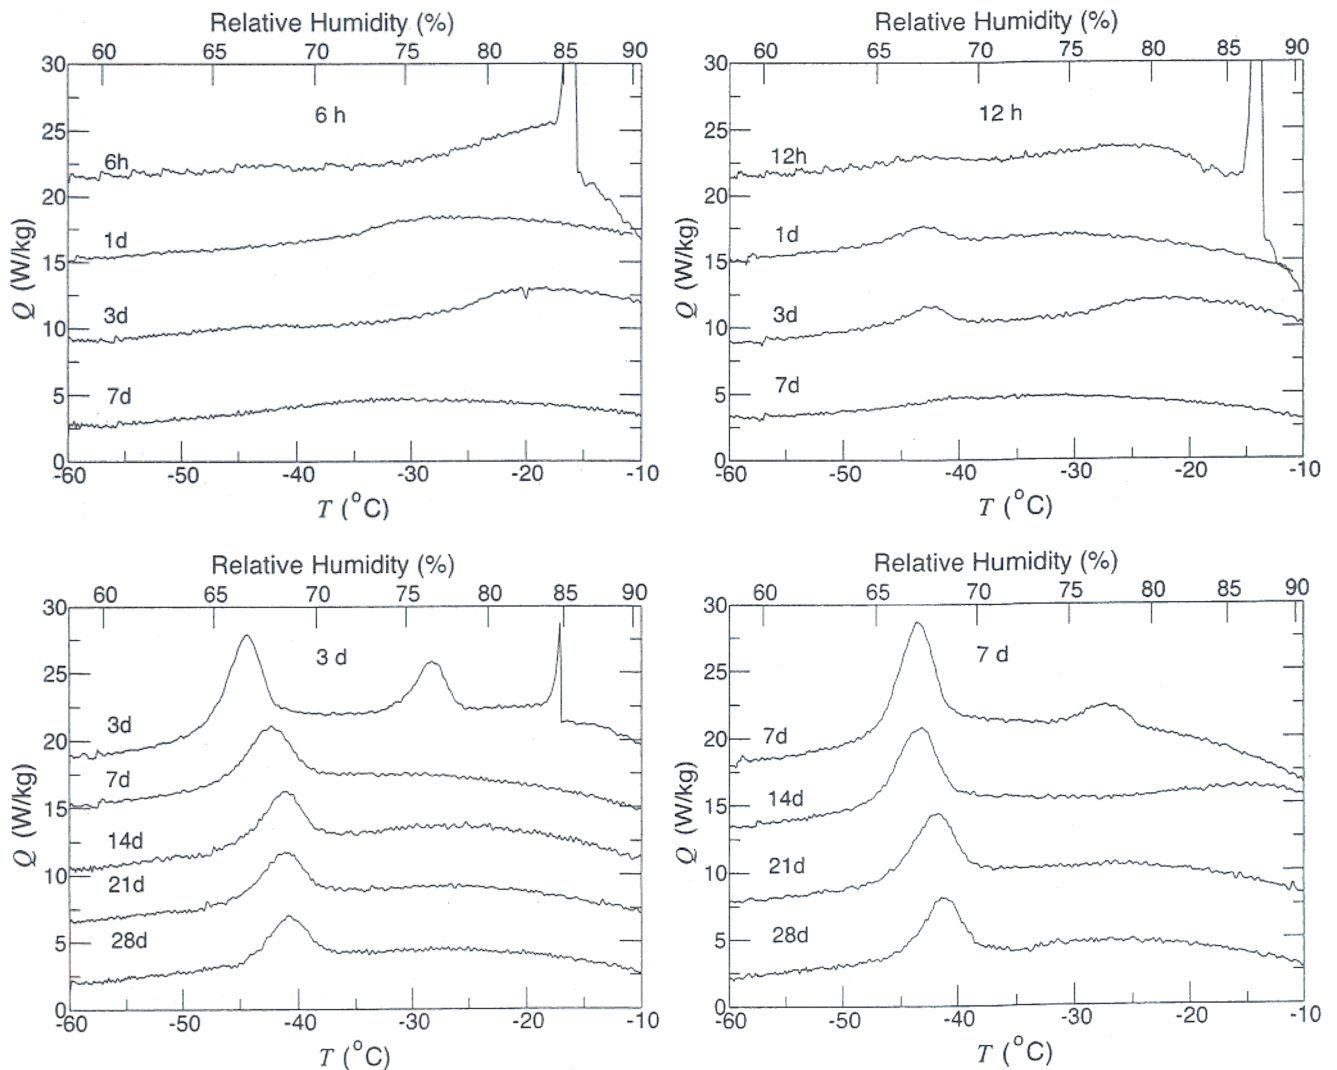 Relative Humidity (%)
60 65 70 75 80 85 90
30
25
20
15
10
5
0
Q (W/kg)
6 h
6h
1d
3d
7d
-60 -50 -40 -30 -20 -10
T (°C)
Relative Humidity (%)
60 65 70 75 80 85 90
30
25
20
15
10
5
0
Q (W/kg)
12 h
12h
1d
3d
7d
-60 -50 -40 -30 -20 -10
T (°C)
Relative Humidity (%)
60 65 70 75 80 85 90
30
25
20
15
10
5
0
Q (W/kg)
3 d
3d
7d
14d
21d
28d
-60 -50 -40 -30 -20 -10
T (°C)
Relative Humidity (%)
60 65 70 75 80 85 90
30
25
20
15
10
5
0
Q (W/kg)
7 d
7d
14d
21d
28d
-60 -50 -40 -30 -20 -10
T (°C)